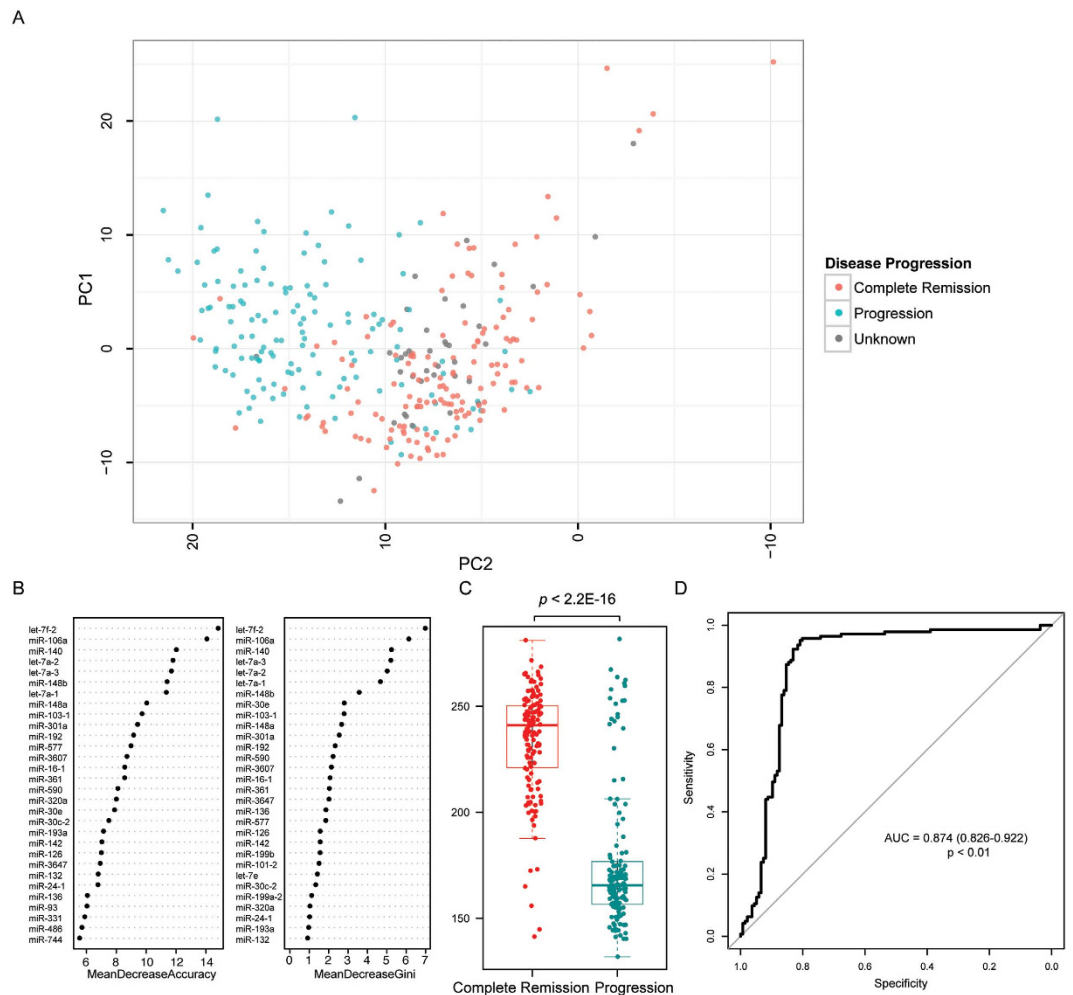 A
PC1
20
10
0
−10
20
10
0
−10
PC2
Disease Progression
Complete Remission
Progression
Unknown
B
let-7f-2
miR-106a
miR-140
let-7a-2
let-7a-3
miR-148b
let-7a-1
miR-148a
miR-103-1
miR-301a
miR-192
miR-577
miR-3607
miR-16-1
miR-361
miR-590
miR-320a
miR-30e
miR-30c-2
miR-193a
miR-142
miR-126
miR-3647
miR-132
miR-24-1
miR-136
miR-93
miR-331
miR-486
miR-744
6 8 10 12 14
MeanDecreaseAccuracy
let-7f-2
miR-106a
miR-140
let-7a-3
let-7a-2
let-7a-1
miR-148b
miR-30e
miR-103-1
miR-148a
miR-301a
miR-192
miR-590
miR-3607
miR-16-1
miR-361
miR-3647
miR-136
miR-577
miR-126
miR-142
miR-199b
miR-101-2
let-7e
miR-30c-2
miR-199a-2
miR-320a
miR-24-1
miR-193a
miR-132
0 1 2 3 4 5 6 7
MeanDecreaseGini
C
p < 2.2E-16
250
200
150
Complete Remission Progression
D
Sensitivity
1.0
0.8
0.6
0.4
0.2
0.0
AUC = 0.874 (0.826-0.922)
p < 0.01
1.0 0.8 0.6 0.4 0.2 0.0
Specificity